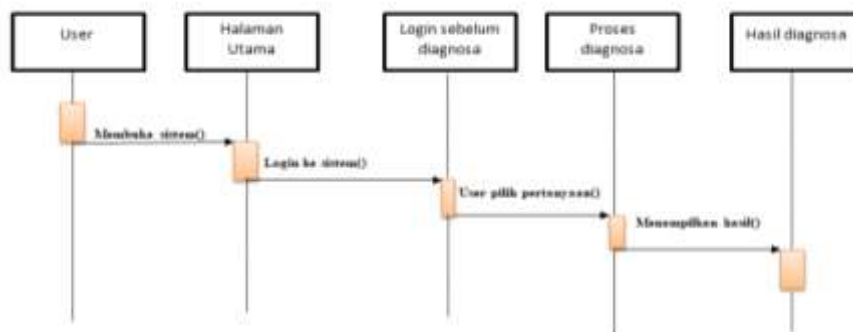 User
Halaman
Utama
Login sebelum
diagnosa
Proses
diagnosa
Hasil diagnosa
Membuka sistem()
Login ke sistem()
User pilih pertanyaan()
Menampilkan hasil()